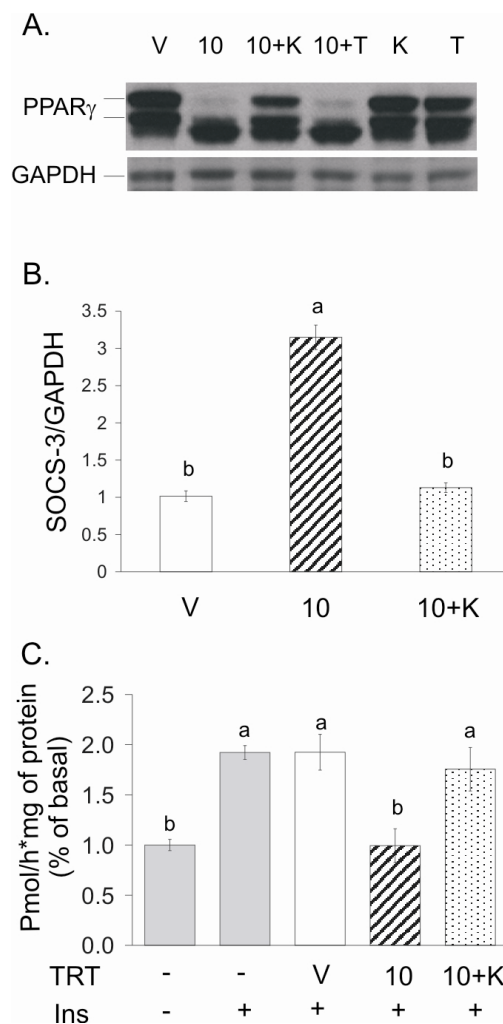 A.
V 10 10+K 10+T K T
PPARγ
GAPDH
B.
SOCS-3/GAPDH
3.5
3
2.5
2
1.5
1
0.5
0
b a b
V 10 10+K
C.
Pmol/h*mg of protein
(% of basal)
2.5
2.0
1.5
1.0
0.5
0.0
b a a b a
TRT - - V 10 10+K
Ins - + + + +